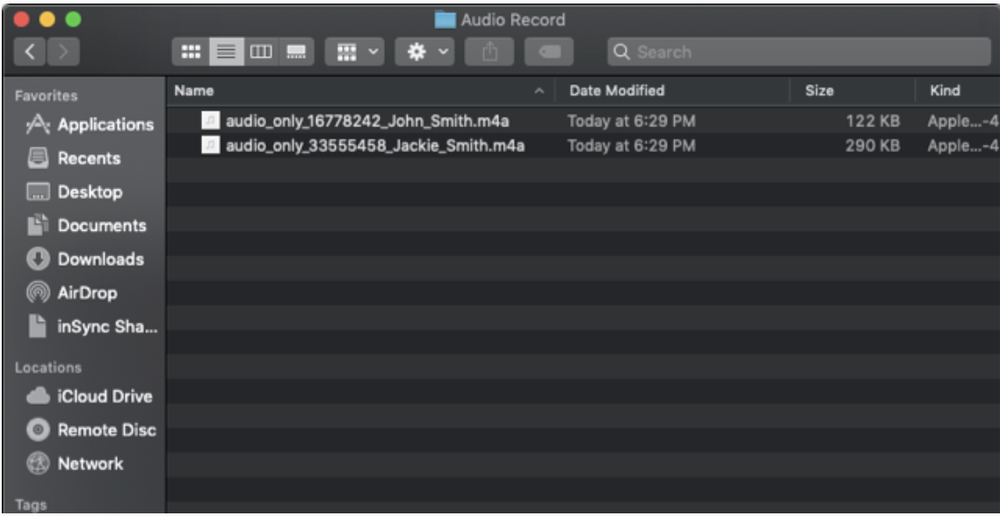 Audio Record
Search
Favorites
Applications
Recents
Desktop
Documents
Downloads
AirDrop
inSync Sha...
Locations
iCloud Drive
Remote Disc
Network
Tags
Name Date Modified Size Kind
audio_only_16778242_John_Smith.m4a Today at 6:29 PM 122 KB Apple...-4
audio_only_33555458_Jackie_Smith.m4a Today at 6:29 PM 290 KB Apple...-4